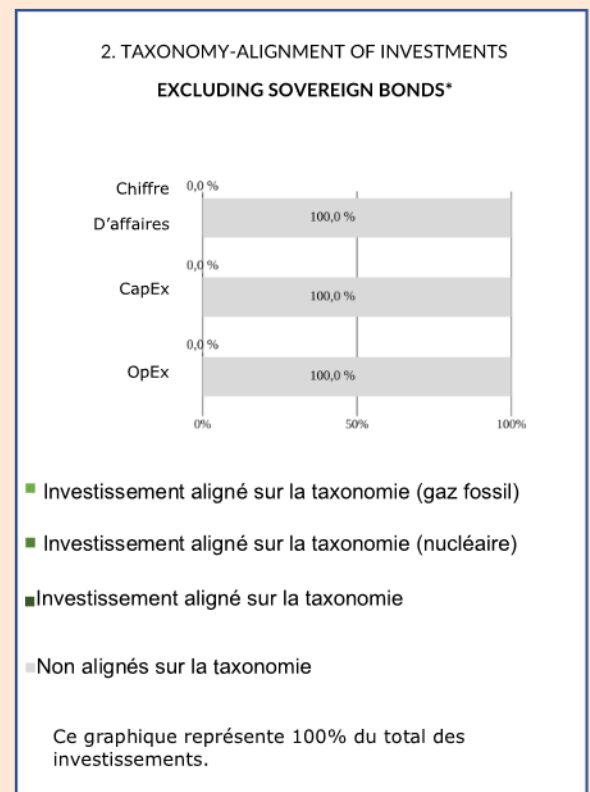 2. TAXONOMY-ALIGNMENT OF INVESTMENTS
EXCLUDING SOVEREIGN BONDS*
Chiffre
D'affaires
0,0 %
100,0 %
CapEx
0,0 %
100,0 %
OpEx
0,0 %
100,0 %
0% 50% 100%
Investissement aligné sur la taxonomie (gaz fossil)
Investissement aligné sur la taxonomie (nucléaire)
Investissement aligné sur la taxonomie
Non alignés sur la taxonomie
Ce graphique représente 100% du total des
investissements.